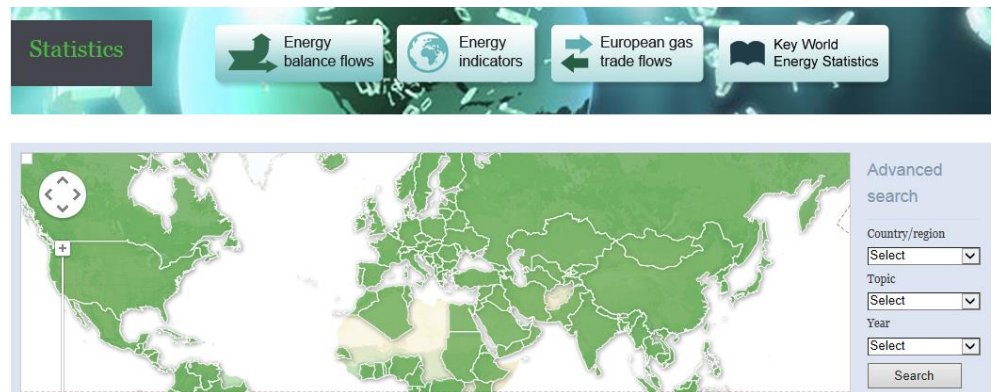 Statistics
Energy
balance flows
Energy
indicators
European gas
trade flows
Key World
Energy Statistics
Advanced
search
Country/region
Select
Topic
Select
Year
Select
Search